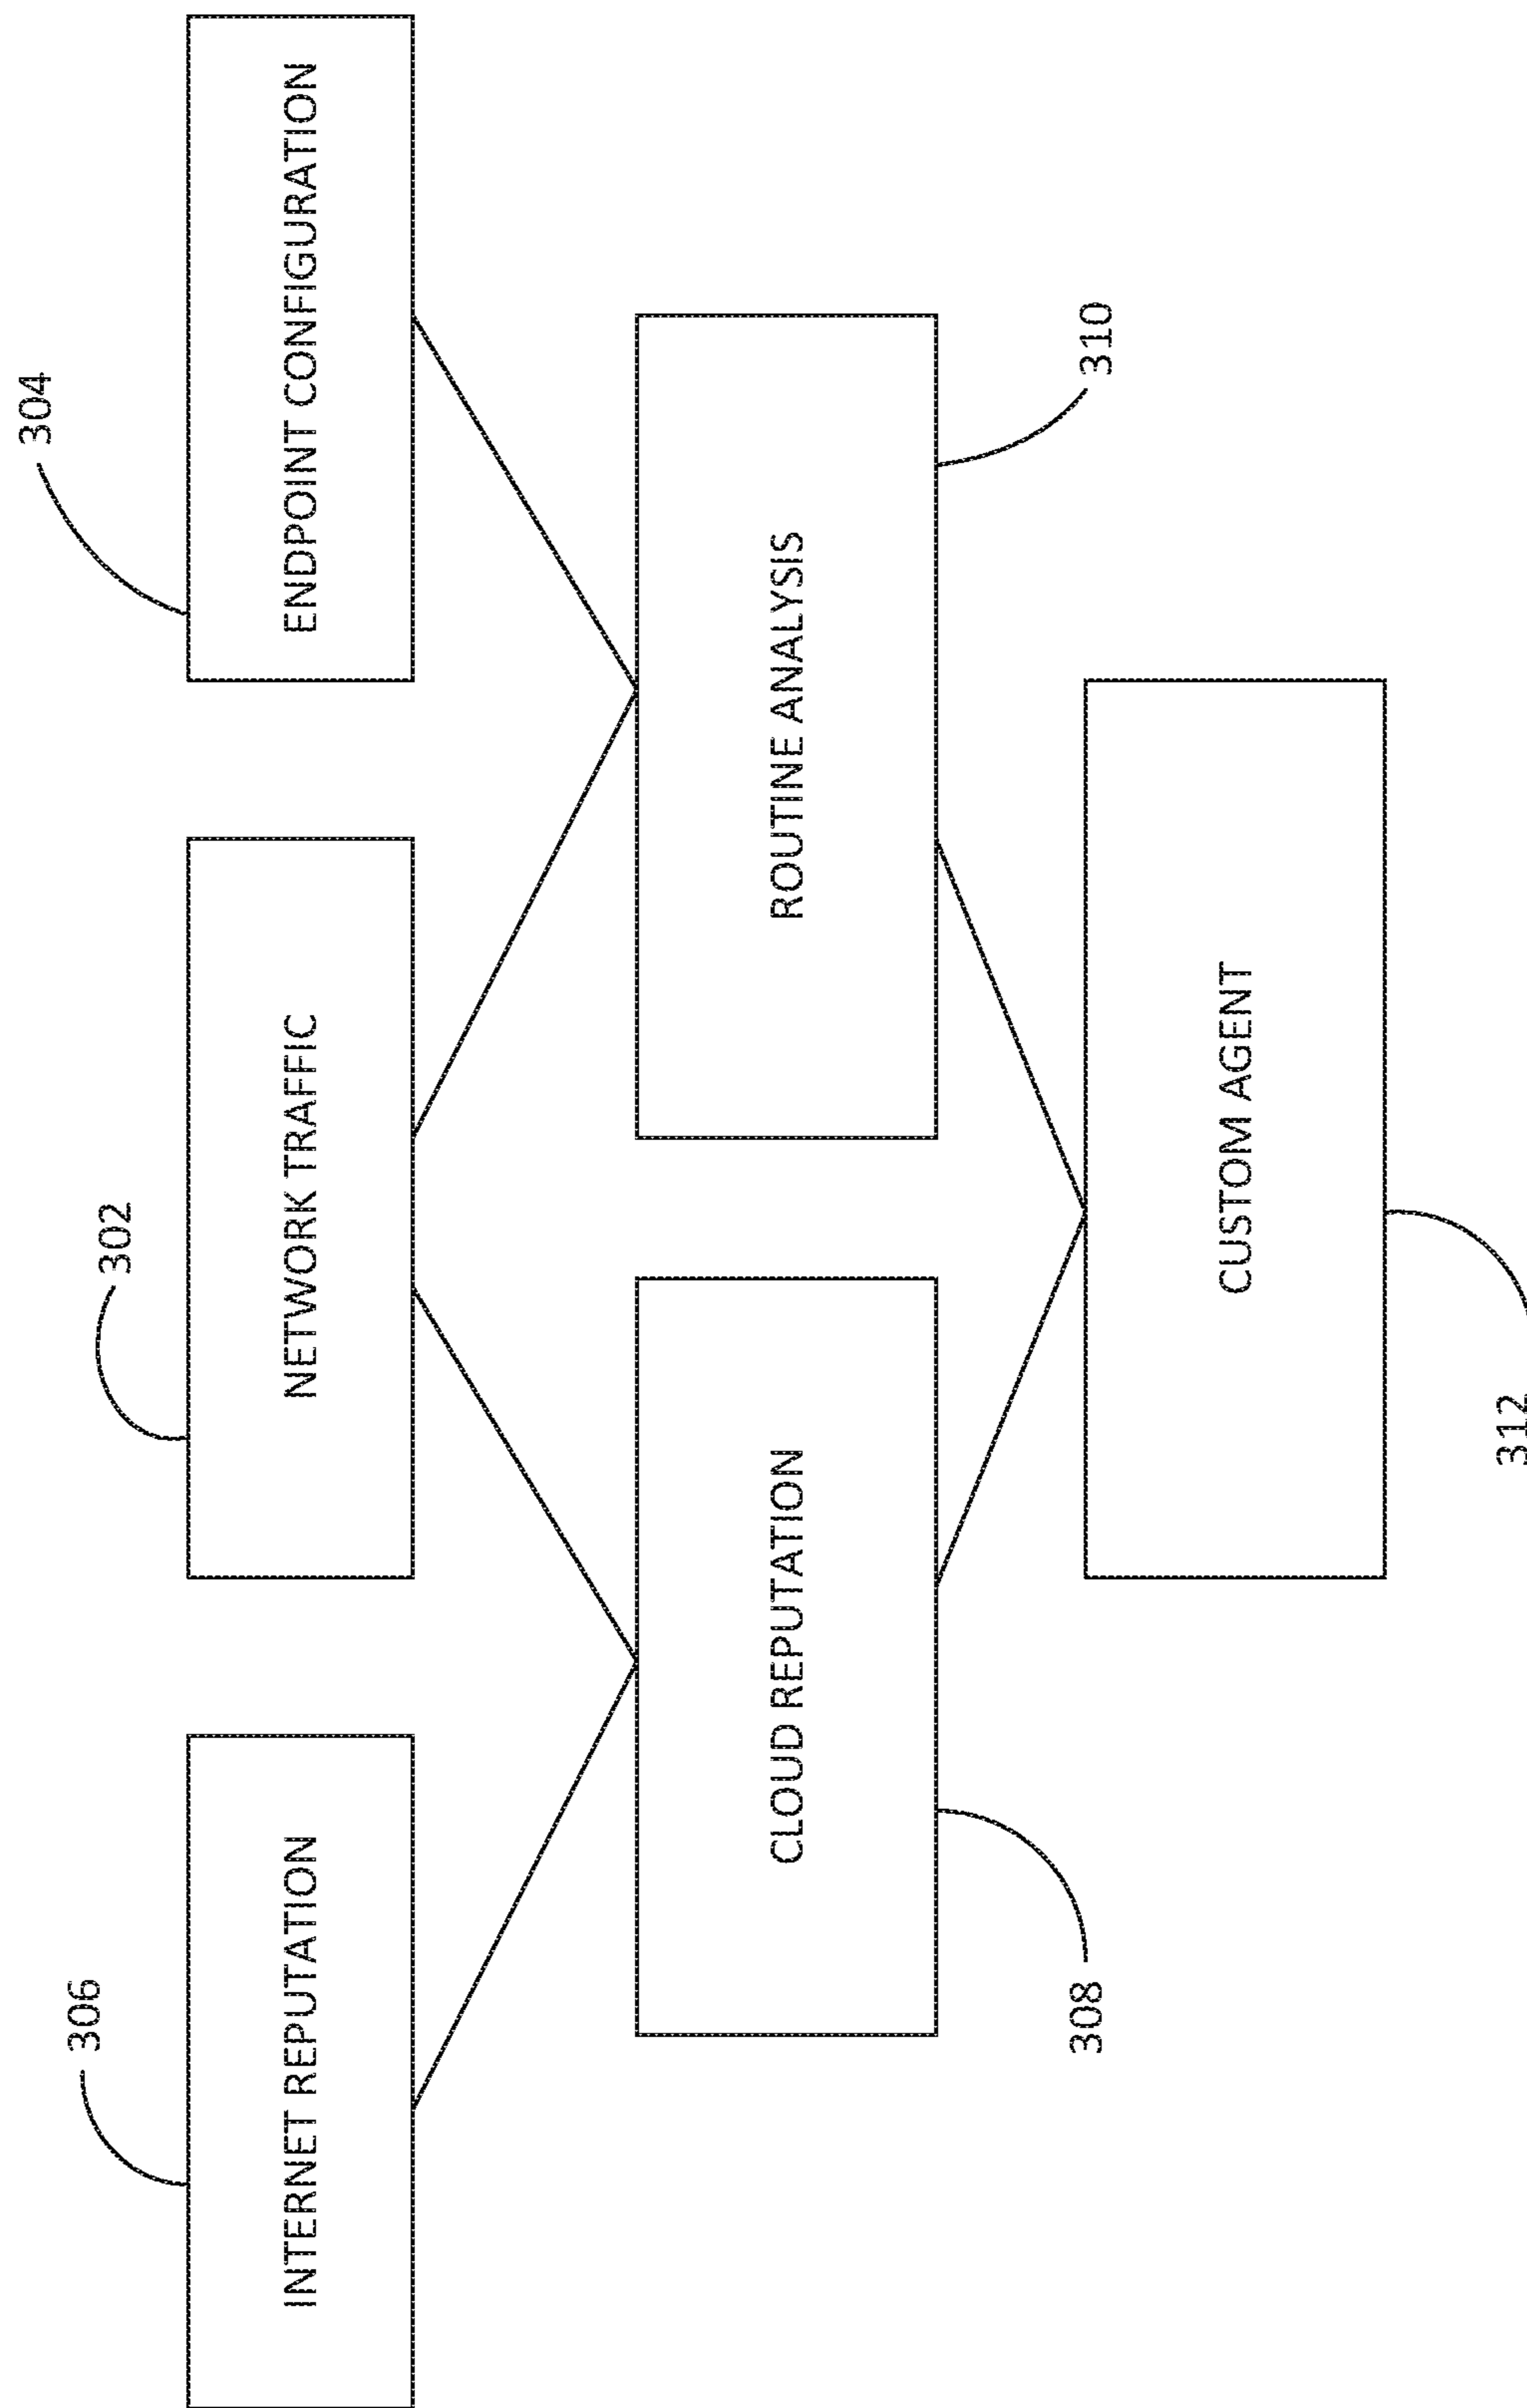 306
302
304
INTERNET REPUTATION
NETWORK TRAFFIC
ENDPOINT CONFIGURATION
CLOUD REPUTATION
ROUTINE ANALYSIS
308
310
CUSTOM AGENT
312